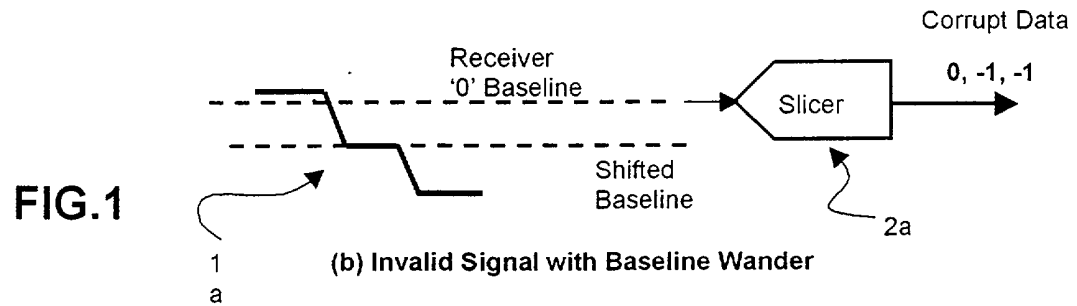 Corrupt Data
0, -1, -1
Receiver
'0' Baseline
Slicer
Shifted
Baseline
FIG.1
2a
1
a
(b) Invalid Signal with Baseline Wander